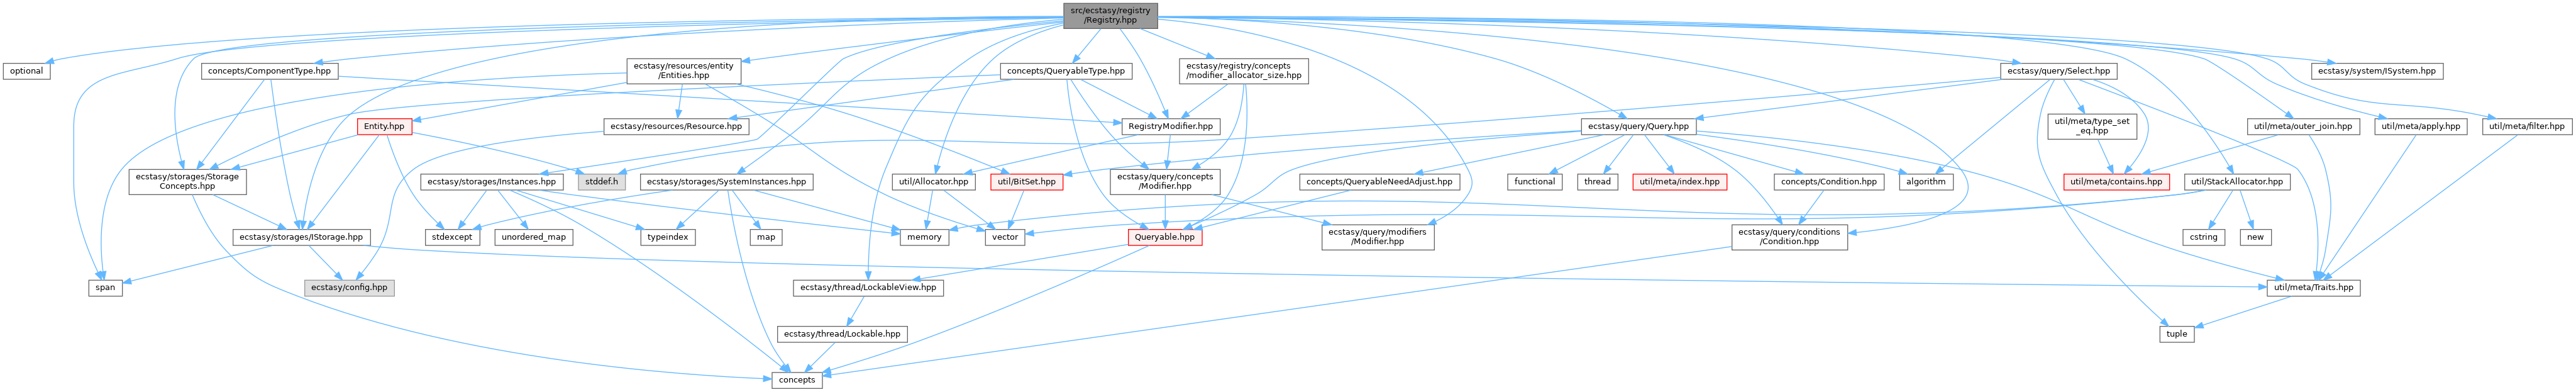 src/ecstasy/registry
/Registry.hpp
optional
concepts/ComponentType.hpp
ecstasy/resources/entity
/Entities.hpp
concepts/QueryableType.hpp
ecstasy/registry/concepts
/modifier_allocator_size.hpp
ecstasy/query/Select.hpp
ecstasy/system/ISystem.hpp
Entity.hpp
ecstasy/resources/Resource.hpp
RegistryModifier.hpp
ecstasy/query/Query.hpp
util/meta/type_set
_eq.hpp
util/meta/outer_join.hpp
util/meta/apply.hpp
util/meta/filter.hpp
ecstasy/storages/Storage
Concepts.hpp
ecstasy/storages/Instances.hpp
stddef.h
ecstasy/storages/SystemInstances.hpp
util/Allocator.hpp
util/BitSet.hpp
ecstasy/query/concepts
/Modifier.hpp
concepts/QueryableNeedAdjust.hpp
functional
thread
util/meta/index.hpp
concepts/Condition.hpp
algorithm
util/meta/contains.hpp
util/StackAllocator.hpp
ecstasy/storages/IStorage.hpp
stdexcept
unordered_map
typeindex
map
memory
vector
Queryable.hpp
ecstasy/query/modifiers
/Modifier.hpp
ecstasy/query/conditions
/Condition.hpp
cstring
new
span
ecstasy/config.hpp
ecstasy/thread/LockableView.hpp
util/meta/Traits.hpp
ecstasy/thread/Lockable.hpp
tuple
concepts